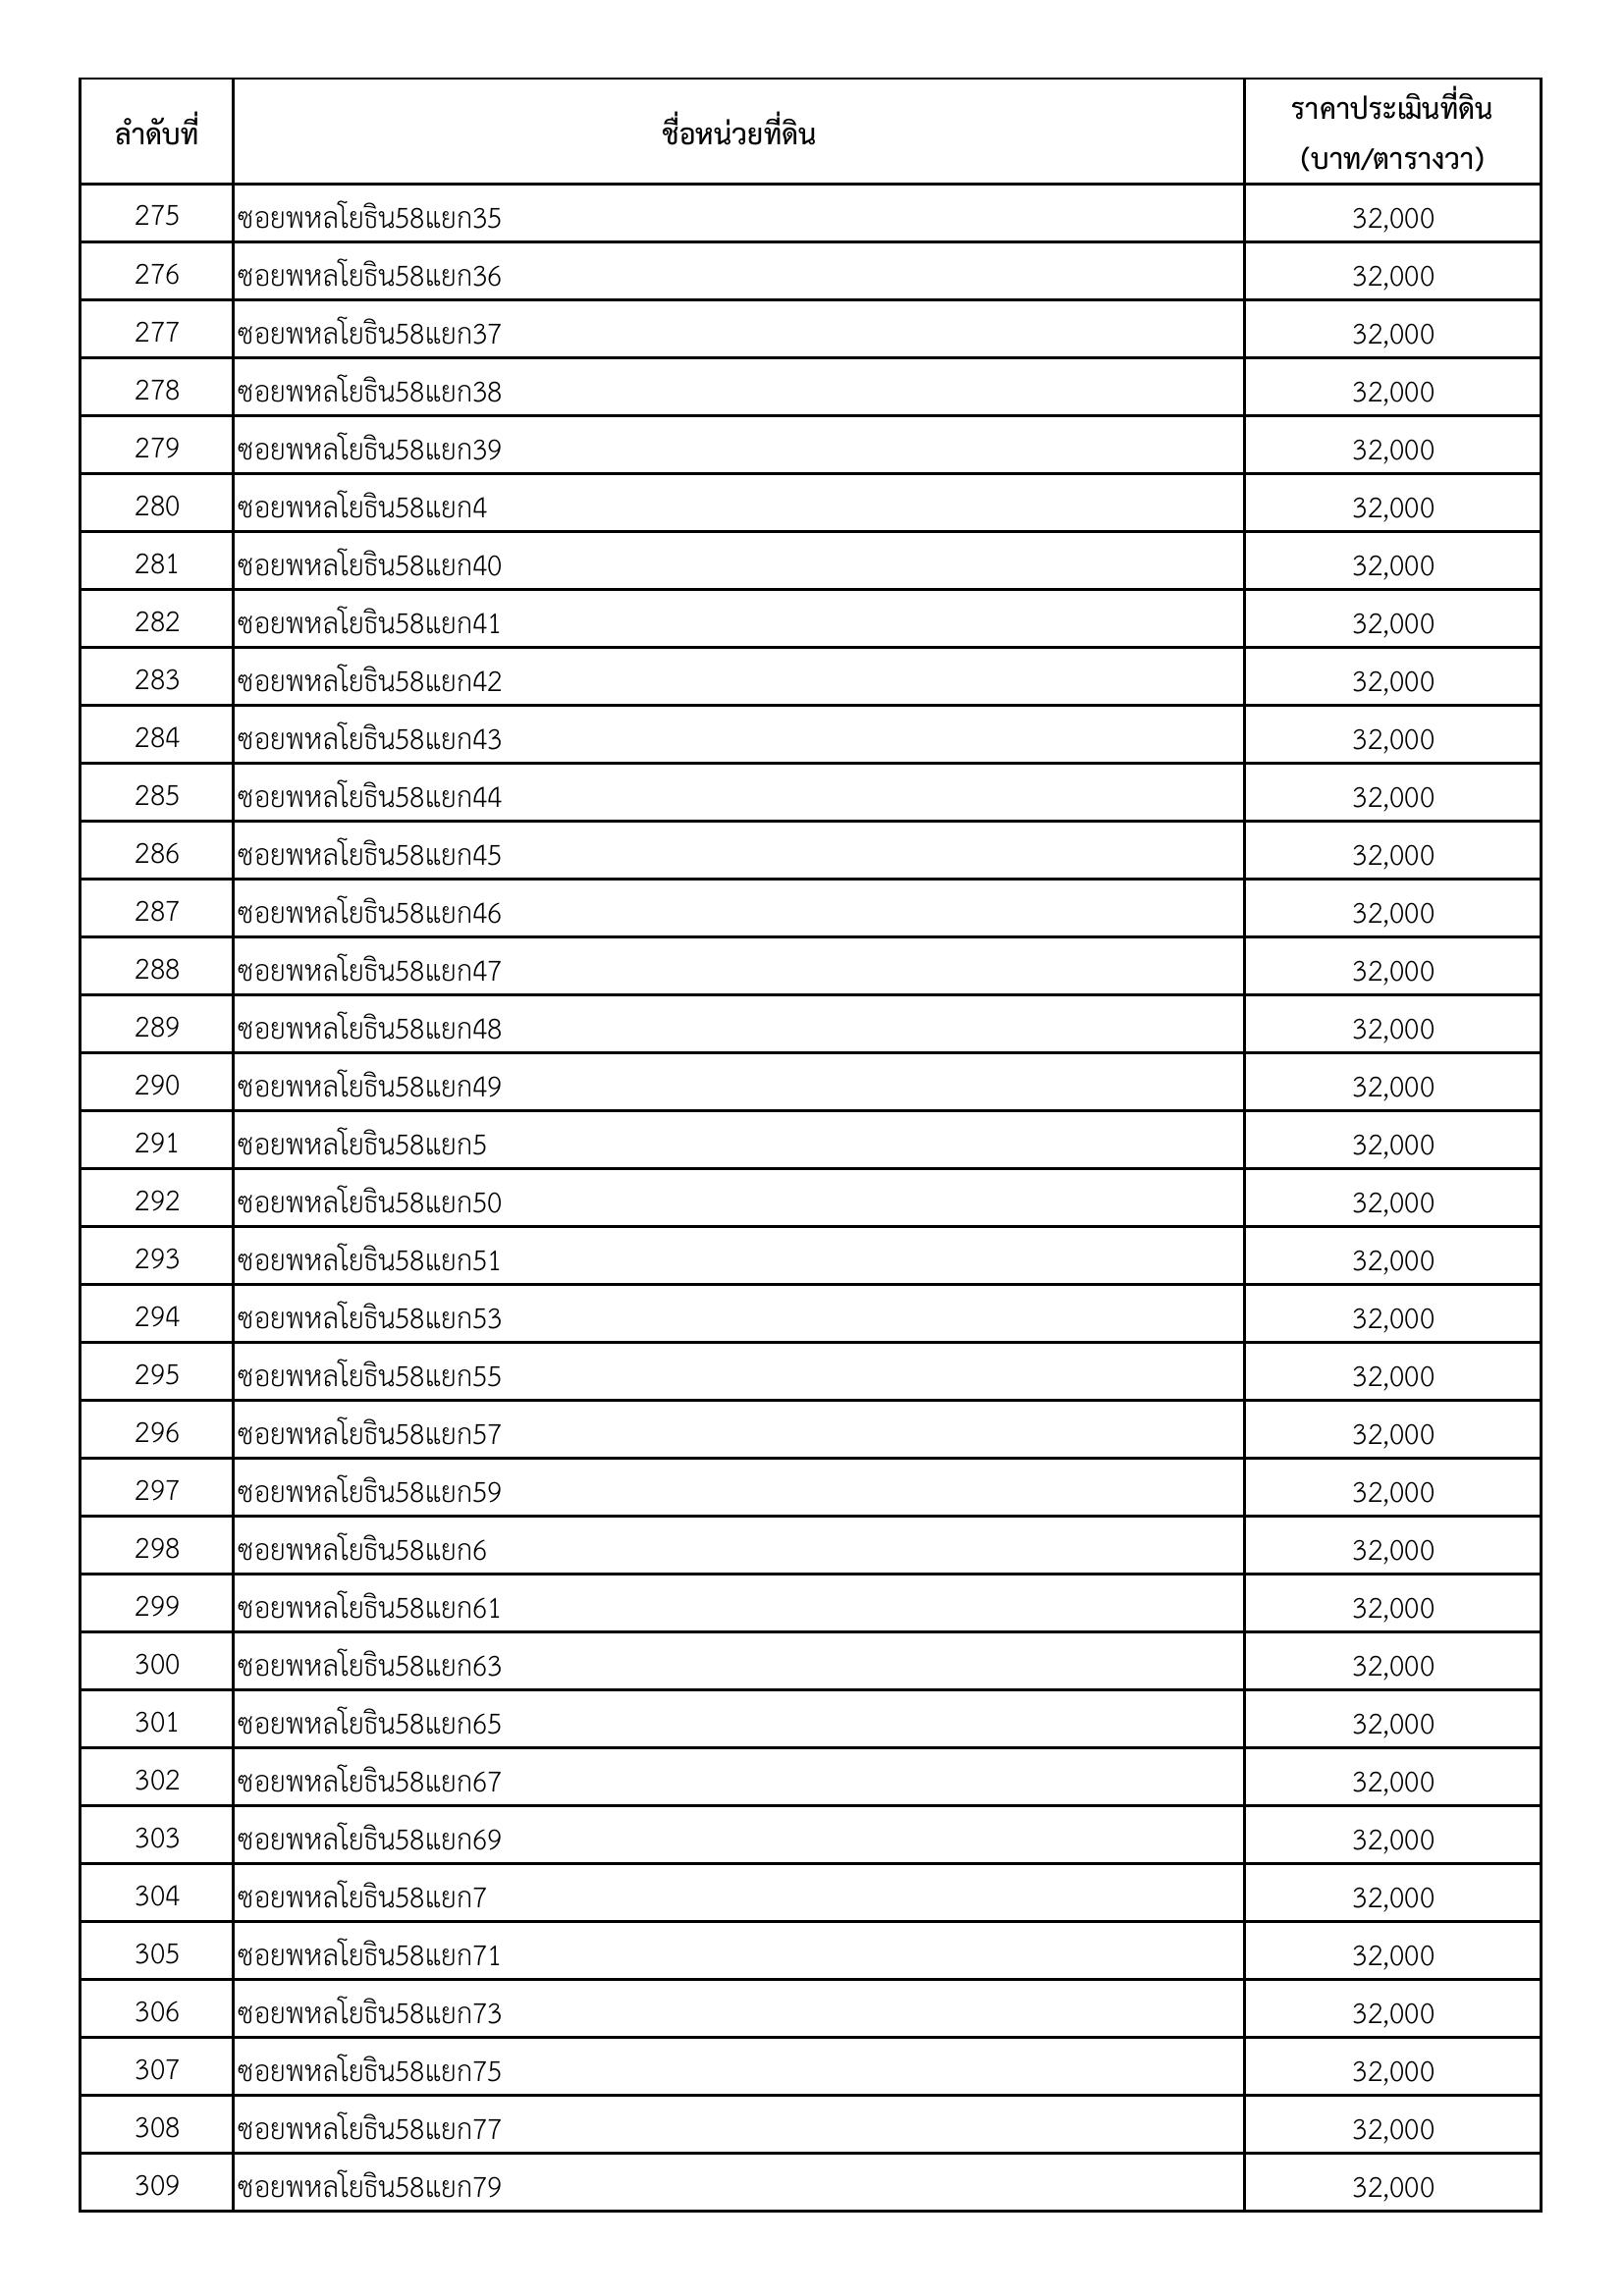 ลำดับที่ ชื่อหน่วยที่ดิน ราคาประเมินที่ดิน
(บาท/ตารางวา)
275 ซอยพหลโยธิน58แยก35 32,000
276 ซอยพหลโยธิน58แยก36 32,000
277 ซอยพหลโยธิน58แยก37 32,000
278 ซอยพหลโยธิน58แยก38 32,000
279 ซอยพหลโยธิน58แยก39 32,000
280 ซอยพหลโยธิน58แยก4 32,000
281 ซอยพหลโยธิน58แยก40 32,000
282 ซอยพหลโยธิน58แยก41 32,000
283 ซอยพหลโยธิน58แยก42 32,000
284 ซอยพหลโยธิน58แยก43 32,000
285 ซอยพหลโยธิน58แยก44 32,000
286 ซอยพหลโยธิน58แยก45 32,000
287 ซอยพหลโยธิน58แยก46 32,000
288 ซอยพหลโยธิน58แยก47 32,000
289 ซอยพหลโยธิน58แยก48 32,000
290 ซอยพหลโยธิน58แยก49 32,000
291 ซอยพหลโยธิน58แยก5 32,000
292 ซอยพหลโยธิน58แยก50 32,000
293 ซอยพหลโยธิน58แยก51 32,000
294 ซอยพหลโยธิน58แยก53 32,000
295 ซอยพหลโยธิน58แยก55 32,000
296 ซอยพหลโยธิน58แยก57 32,000
297 ซอยพหลโยธิน58แยก59 32,000
298 ซอยพหลโยธิน58แยก6 32,000
299 ซอยพหลโยธิน58แยก61 32,000
300 ซอยพหลโยธิน58แยก63 32,000
301 ซอยพหลโยธิน58แยก65 32,000
302 ซอยพหลโยธิน58แยก67 32,000
303 ซอยพหลโยธิน58แยก69 32,000
304 ซอยพหลโยธิน58แยก7 32,000
305 ซอยพหลโยธิน58แยก71 32,000
306 ซอยพหลโยธิน58แยก73 32,000
307 ซอยพหลโยธิน58แยก75 32,000
308 ซอยพหลโยธิน58แยก77 32,000
309 ซอยพหลโยธิน58แยก79 32,000